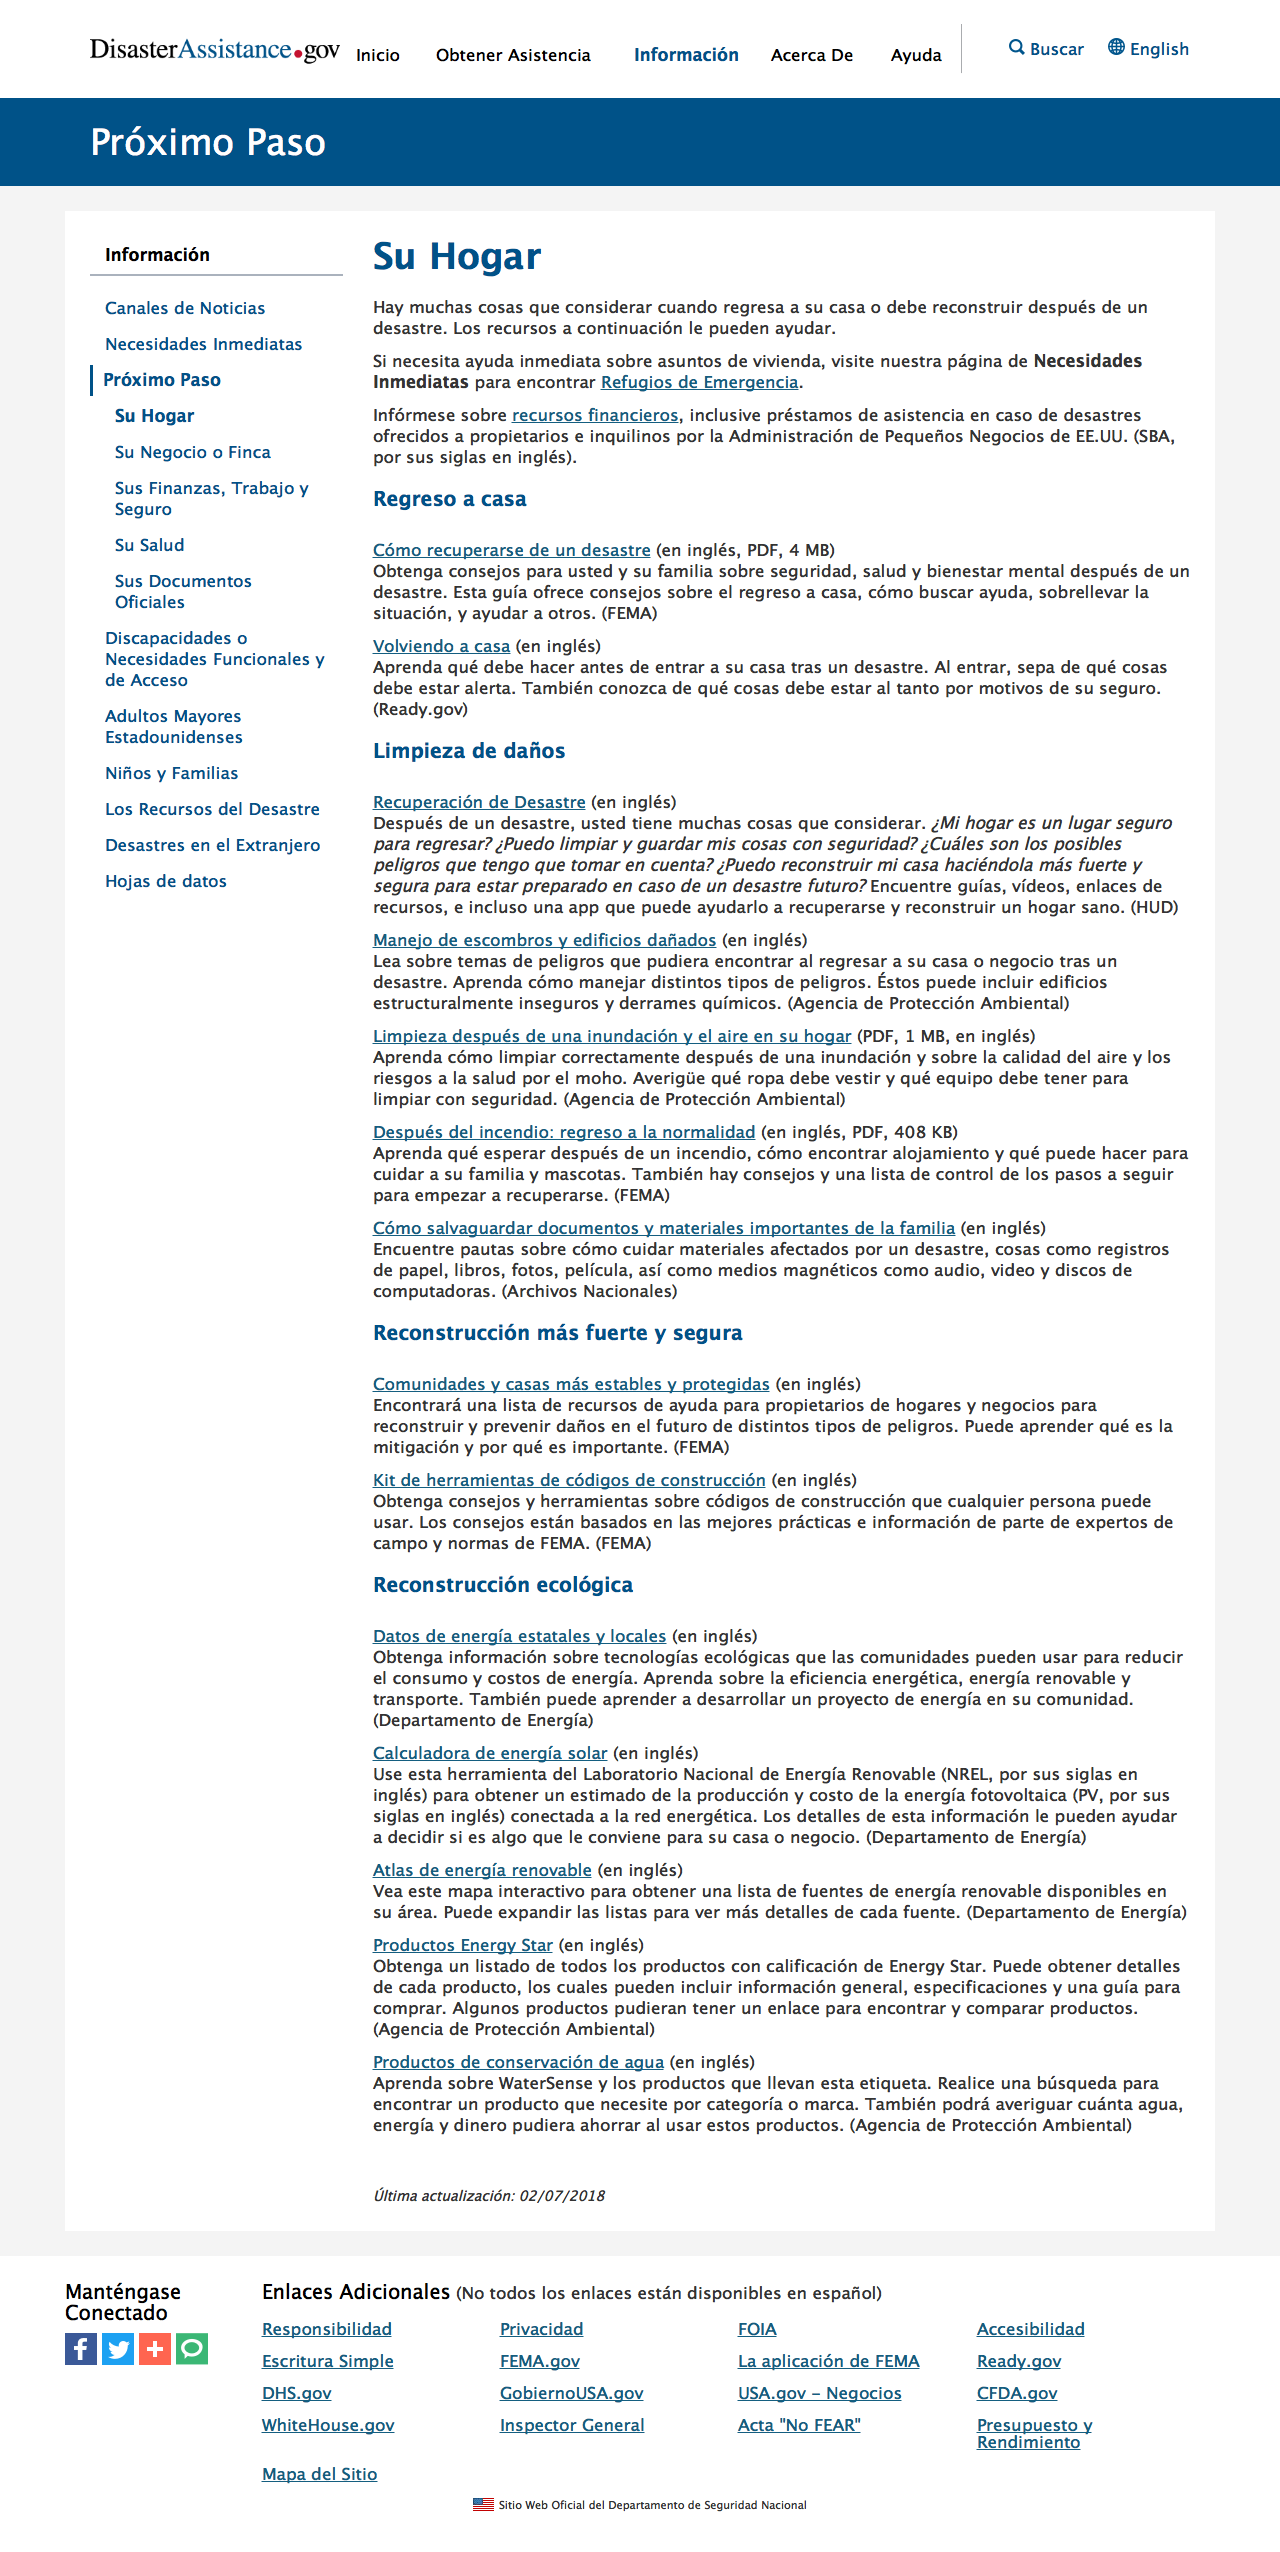 DisasterAssistance.gov
Inicio
Obtener Asistencia
Información
Acerca De
Ayuda
Buscar
English
Próximo Paso
Información
Canales de Noticias
Necesidades Inmediatas
Próximo Paso
Su Hogar
Su Negocio o Finca
Sus Finanzas, Trabajo y
Seguro
Su Salud
Sus Documentos
Oficiales
Discapacidades o
Necesidades Funcionales y
de Acceso
Adultos Mayores
Estadounidenses
Niños y Familias
Los Recursos del Desastre
Desastres en el Extranjero
Hojas de datos
Su Hogar
Hay muchas cosas que considerar cuando regresa a su casa o debe reconstruir después de un
desastre. Los recursos a continuación le pueden ayudar.
Si necesita ayuda inmediata sobre asuntos de vivienda, visite nuestra página de Necesidades
Inmediatas para encontrar Refugios de Emergencia.
Infórmese sobre recursos financieros, inclusive préstamos de asistencia en caso de desastres
ofrecidos a propietarios e inquilinos por la Administración de Pequeños Negocios de EE.UU. (SBA,
por sus siglas en inglés).
Regreso a casa
Cómo recuperarse de un desastre (en inglés, PDF, 4 MB)
Obtenga consejos para usted y su familia sobre seguridad, salud y bienestar mental después de un
desastre. Esta guía ofrece consejos sobre el regreso a casa, cómo buscar ayuda, sobrellevar la
situación, y ayudar a otros. (FEMA)
Volviendo a casa (en inglés)
Aprenda qué debe hacer antes de entrar a su casa tras un desastre. Al entrar, sepa de qué cosas
debe estar alerta. También conozca de qué cosas debe estar al tanto por motivos de su seguro.
(Ready.gov)
Limpieza de daños
Recuperación de Desastre (en inglés)
Después de un desastre, usted tiene muchas cosas que considerar. ¿Mi hogar es un lugar seguro
para regresar? ¿Puedo limpiar y guardar mis cosas con seguridad? ¿Cuáles son los posibles
peligros que tengo que tomar en cuenta? ¿Puedo reconstruir mi casa haciéndola más fuerte y
segura para estar preparado en caso de un desastre futuro? Encuentre guías, vídeos, enlaces de
recursos, e incluso una app que puede ayudarlo a recuperarse y reconstruir un hogar sano. (HUD)
Manejo de escombros y edificios dañados (en inglés)
Lea sobre temas de peligros que pudiera encontrar al regresar a su casa o negocio tras un
desastre. Aprenda cómo manejar distintos tipos de peligros. Éstos puede incluir edificios
estructuralmente inseguros y derrames químicos. (Agencia de Protección Ambiental)
Limpieza después de una inundación y el aire en su hogar (PDF, 1 MB, en inglés)
Aprenda cómo limpiar correctamente después de una inundación y sobre la calidad del aire y los
riesgos a la salud por el moho. Averigüe qué ropa debe vestir y qué equipo debe tener para
limpiar con seguridad. (Agencia de Protección Ambiental)
Después del incendio: regreso a la normalidad (en inglés, PDF, 408 KB)
Aprenda qué esperar después de un incendio, cómo encontrar alojamiento y qué puede hacer para
cuidar a su familia y mascotas. También hay consejos y una lista de control de los pasos a seguir
para empezar a recuperarse. (FEMA)
Cómo salvaguardar documentos y materiales importantes de la familia (en inglés)
Encuentre pautas sobre cómo cuidar materiales afectados por un desastre, cosas como registros
de papel, libros, fotos, película, así como medios magnéticos como audio, video y discos de
computadoras. (Archivos Nacionales)
Reconstrucción más fuerte y segura
Comunidades y casas más estables y protegidas (en inglés)
Encontrará una lista de recursos de ayuda para propietarios de hogares y negocios para
reconstruir y prevenir daños en el futuro de distintos tipos de peligros. Puede aprender qué es la
mitigación y por qué es importante. (FEMA)
Kit de herramientas de códigos de construcción (en inglés)
Obtenga consejos y herramientas sobre códigos de construcción que cualquier persona puede
usar. Los consejos están basados en las mejores prácticas e información de parte de expertos de
campo y normas de FEMA. (FEMA)
Reconstrucción ecológica
Datos de energía estatales y locales (en inglés)
Obtenga información sobre tecnologías ecológicas que las comunidades pueden usar para reducir
el consumo y costos de energía. Aprenda sobre la eficiencia energética, energía renovable y
transporte. También puede aprender a desarrollar un proyecto de energía en su comunidad.
(Departamento de Energía)
Calculadora de energía solar (en inglés)
Use esta herramienta del Laboratorio Nacional de Energía Renovable (NREL, por sus siglas en
inglés) para obtener un estimado de la producción y costo de la energía fotovoltaica (PV, por sus
siglas en inglés) conectada a la red energética. Los detalles de esta información le pueden ayudar
a decidir si es algo que le conviene para su casa o negocio. (Departamento de Energía)
Atlas de energía renovable (en inglés)
Vea este mapa interactivo para obtener una lista de fuentes de energía renovable disponibles en
su área. Puede expandir las listas para ver más detalles de cada fuente. (Departamento de Energía)
Productos Energy Star (en inglés)
Obtenga un listado de todos los productos con calificación de Energy Star. Puede obtener detalles
de cada producto, los cuales pueden incluir información general, especificaciones y una guía para
comprar. Algunos productos pudieran tener un enlace para encontrar y comparar productos.
(Agencia de Protección Ambiental)
Productos de conservación de agua (en inglés)
Aprenda sobre WaterSense y los productos que llevan esta etiqueta. Realice una búsqueda para
encontrar un producto que necesite por categoría o marca. También podrá averiguar cuánta agua,
energía y dinero pudiera ahorrar al usar estos productos. (Agencia de Protección Ambiental)
Última actualización: 02/07/2018
Manténgase
Conectado
Enlaces Adicionales (No todos los enlaces están disponibles en español)
Responsibilidad
Privacidad
FOIA
Accesibilidad
Escritura Simple
FEMA.gov
La aplicación de FEMA
Ready.gov
DHS.gov
GobiernoUSA.gov
USA.gov – Negocios
CFDA.gov
WhiteHouse.gov
Inspector General
Acta "No FEAR"
Presupuesto y
Rendimiento
Mapa del Sitio
Sitio Web Oficial del Departamento de Seguridad Nacional